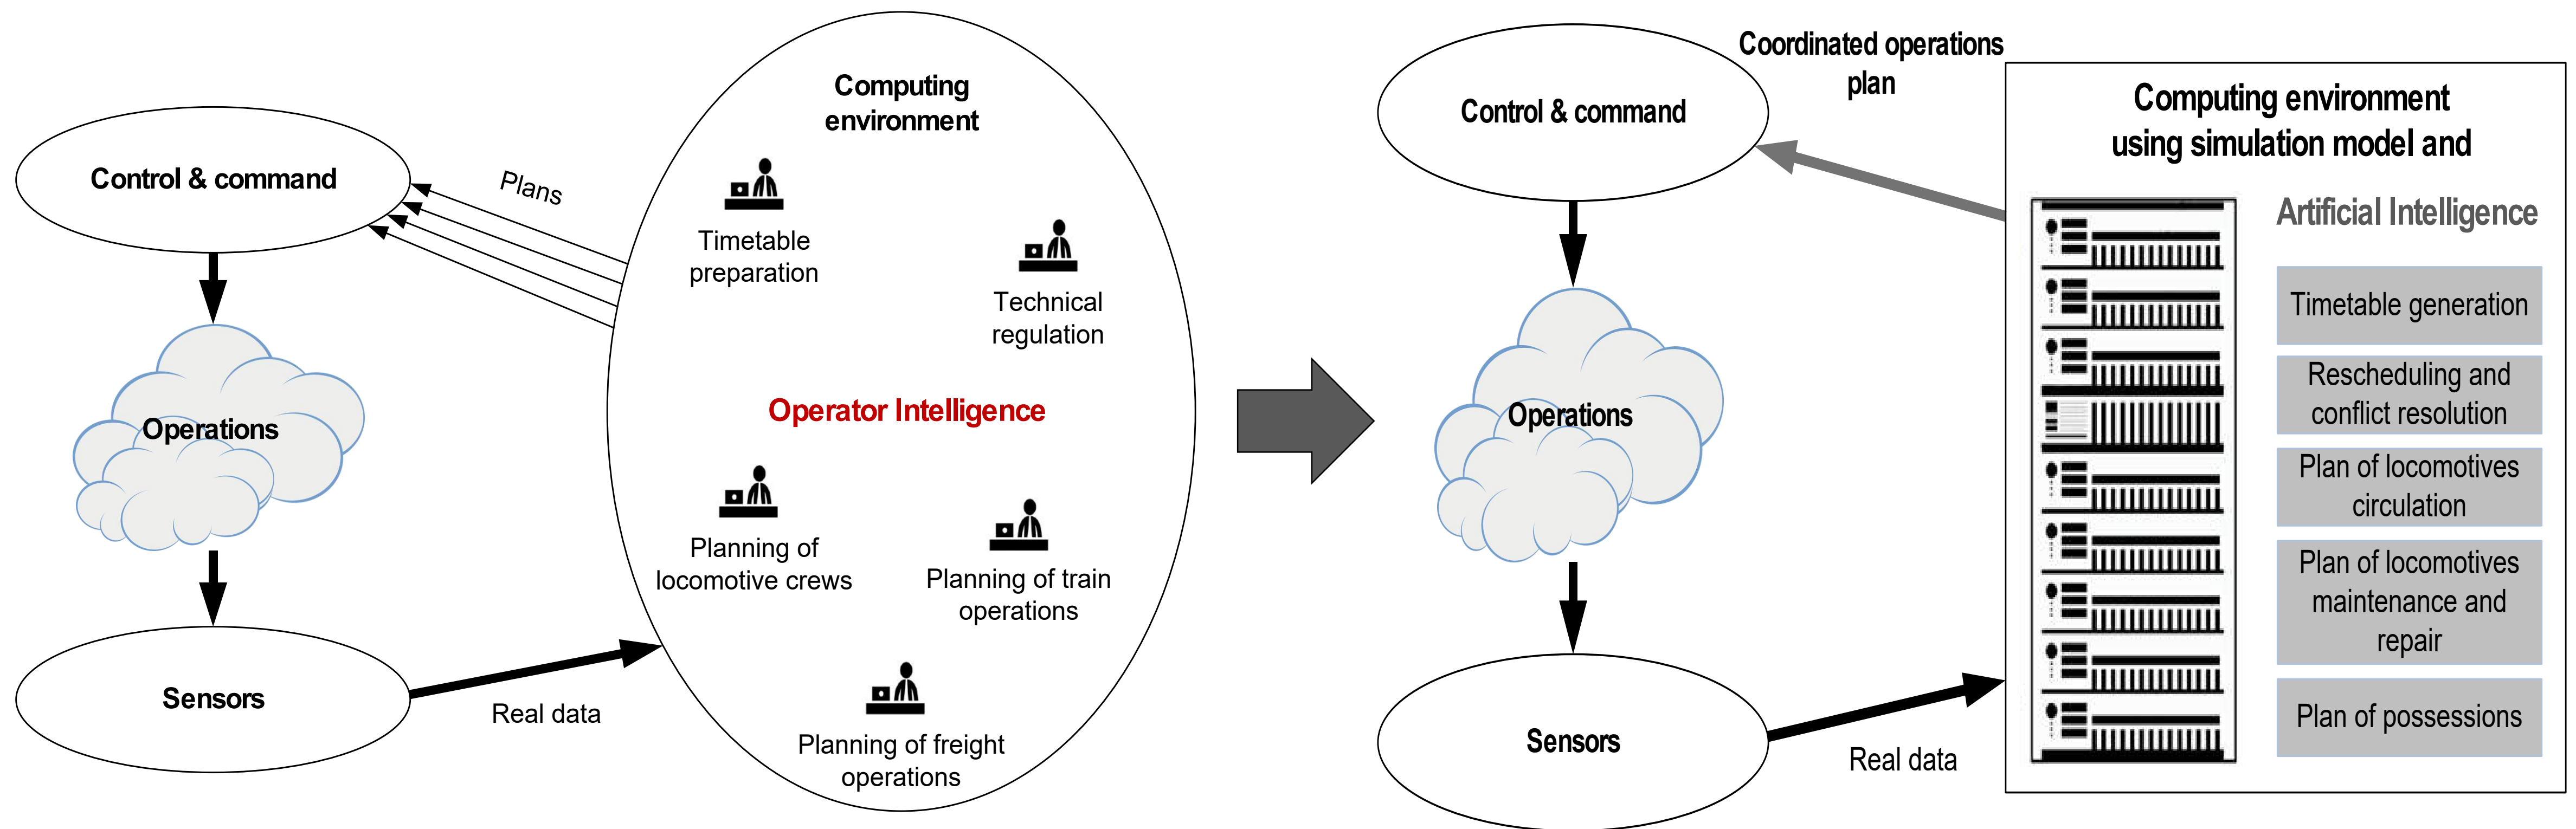 Control & command
Plans
Operations
Sensors
Real data
Computing
environment
Timetable
preparation
Technical
regulation
Operator Intelligence
Planning of
locomotive crews
Planning of train
operations
Planning of freight
operations
Control & command
Coordinated operations
plan
Operations
Sensors
Real data
Computing environment
using simulation model and
Artificial Intelligence
Timetable generation
Rescheduling and
conflict resolution
Plan of locomotives
circulation
Plan of locomotives
maintenance and
repair
Plan of possessions